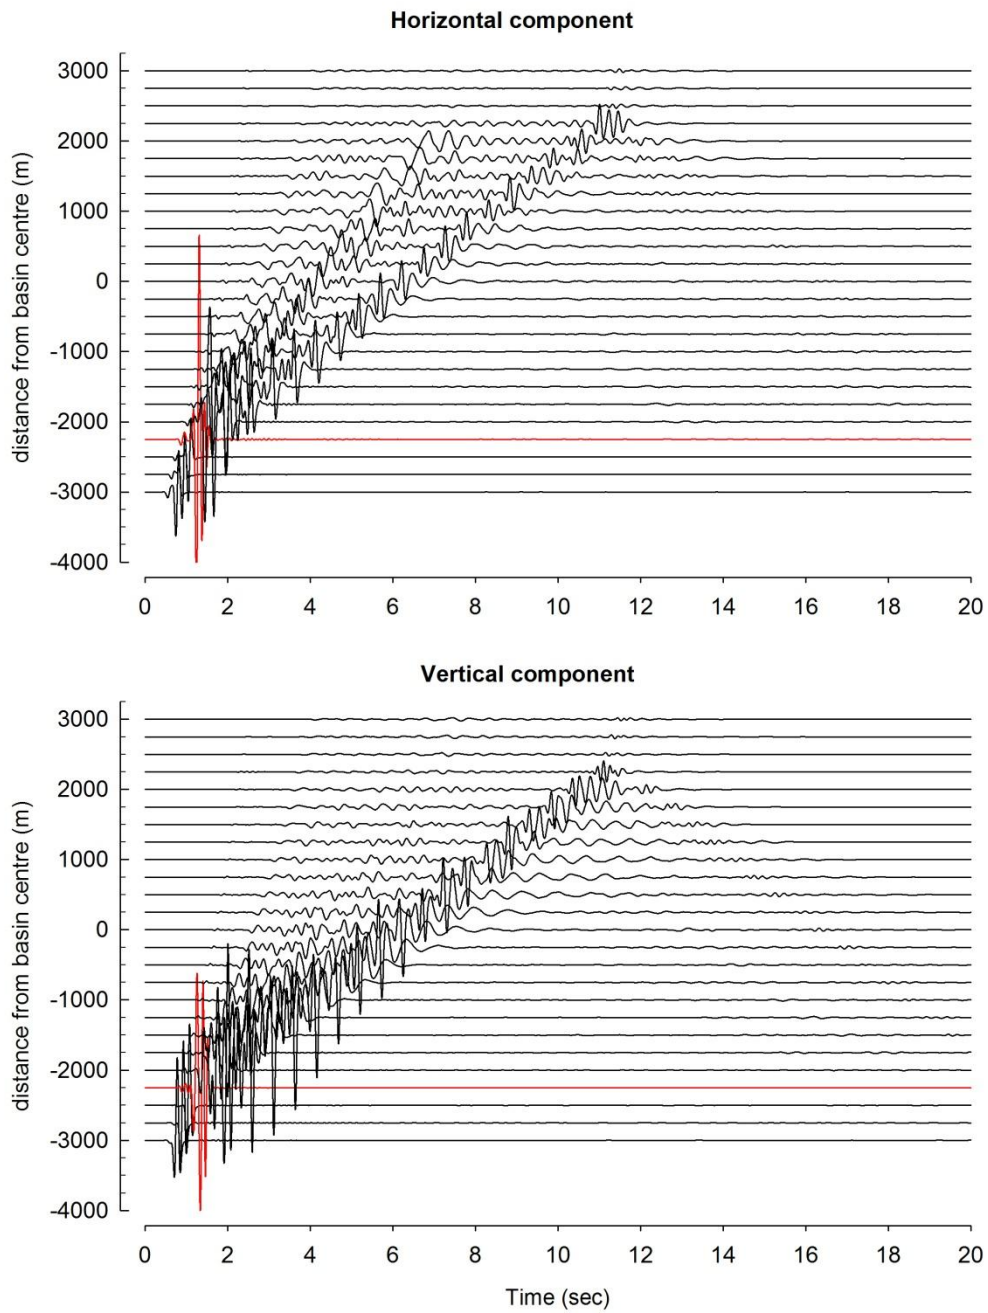 Horizontal component
3000
2000
1000
0
-1000
-2000
-3000
-4000
distance from basin centre (m)
0 2 4 6 8 10 12 14 16 18 20
Vertical component
3000
2000
1000
0
-1000
-2000
-3000
-4000
distance from basin centre (m)
0 2 4 6 8 10 12 14 16 18 20
Time (sec)